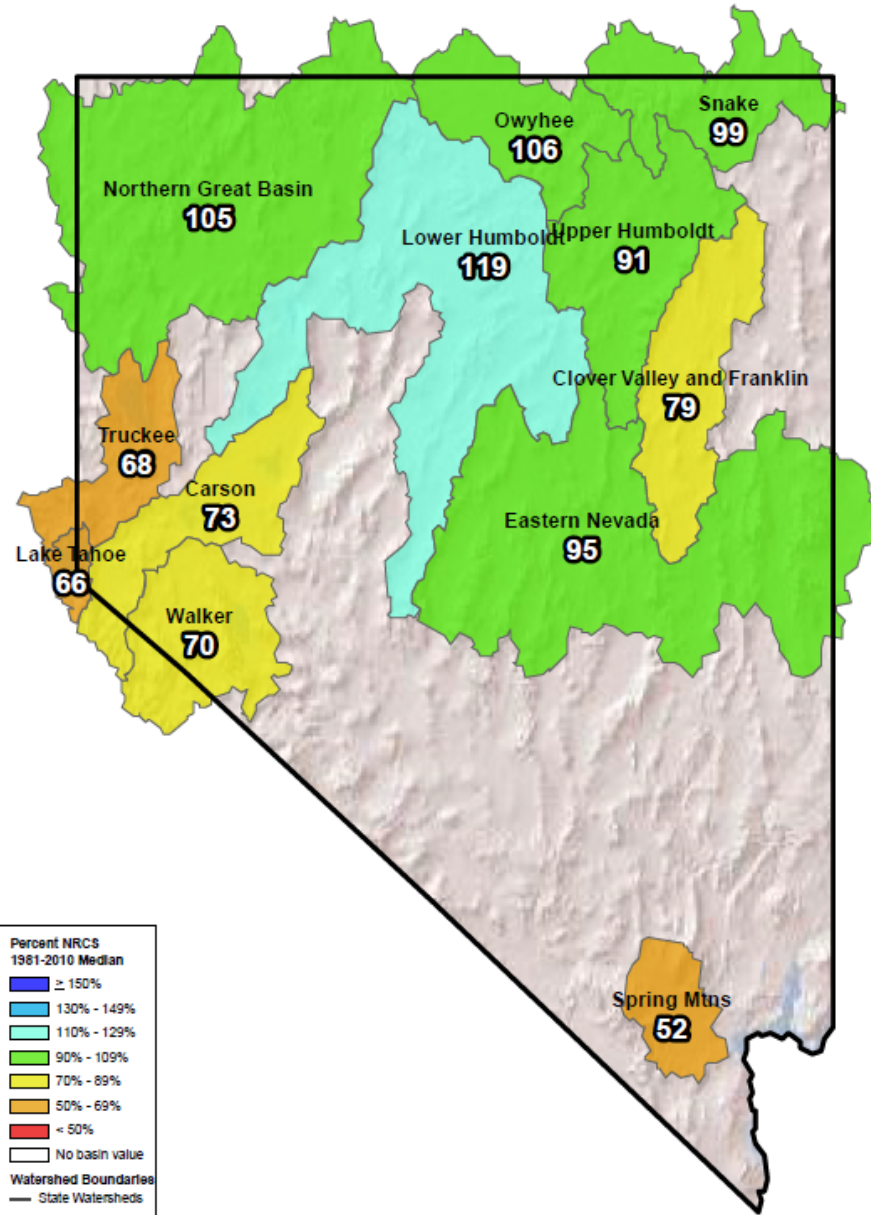 Snake
99
Owyhee
106
Northern Great Basin
105
Lower Humboldt
119
Upper Humboldt
91
Clover Valley and Franklin
79
Truckee
68
Carson
73
Eastern Nevada
95
Lake Tahoe
66
Walker
70
Spring Mtns
52
Percent NRCS
1981-2010 Median
≥ 150%
130% - 149%
110% - 129%
90% - 109%
70% - 89%
50% - 69%
< 50%
No basin value
Watershed Boundaries
State Watersheds